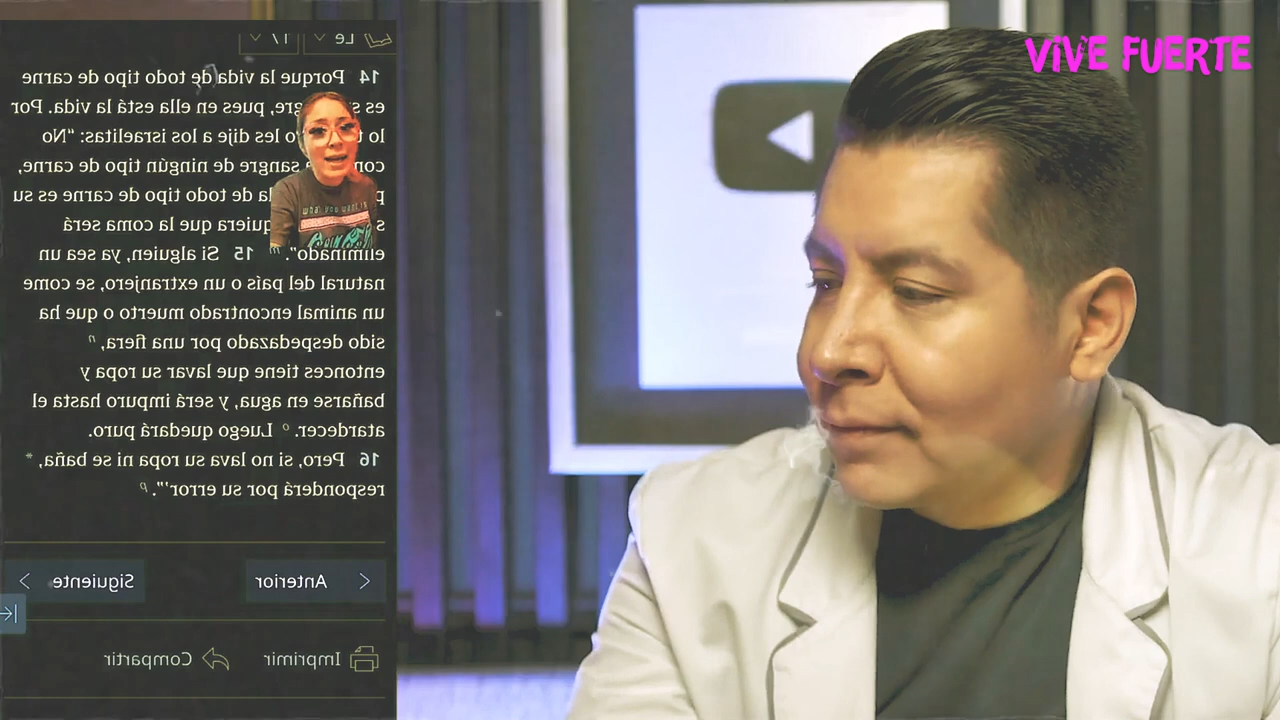 VIVE FUERTE
Le 17
14 Porque la vida de todo tipo de carne
es gre, pues en ella está la vida. Por
lo les dije a los israelitas: “No
sangre de ningún tipo de carne,
de todo tipo de carne es su
quiera que la coma será
eliminado”. m 15 Si alguien, ya sea un
natural del país o un extranjero, se come
un animal encontrado muerto o que ha
sido despedazado por una fiera, n
entonces tiene que lavar su ropa y
bañarse en agua, y será impuro hasta el
atardecer. o Luego quedará puro.
16 Pero, si no lava su ropa ni se baña, *
responderá por su error’”. p
Anterior Siguiente
Imprimir Compartir